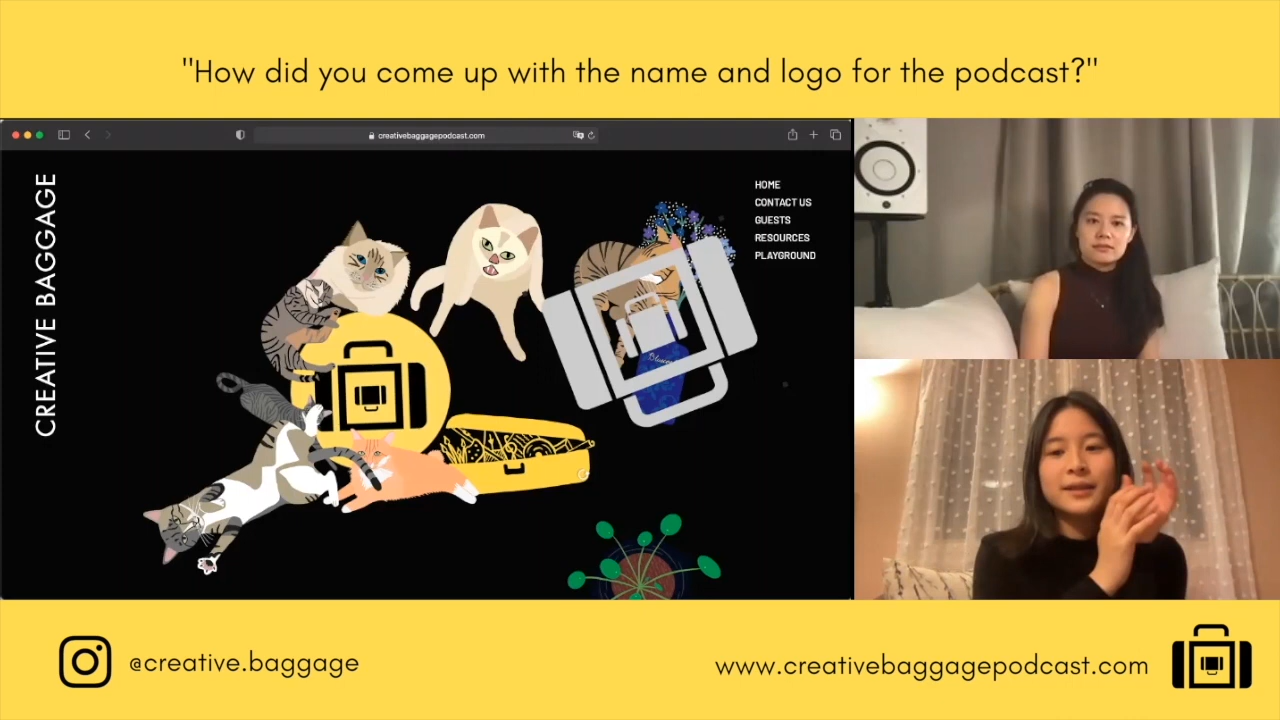 "How did you come up with the name and logo for the podcast?"
creativebaggagepodcast.com
CREATIVE BAGGAGE
HOME
CONTACT US
GUESTS
RESOURCES
PLAYGROUND
@creative.baggage
www.creativebaggagepodcast.com